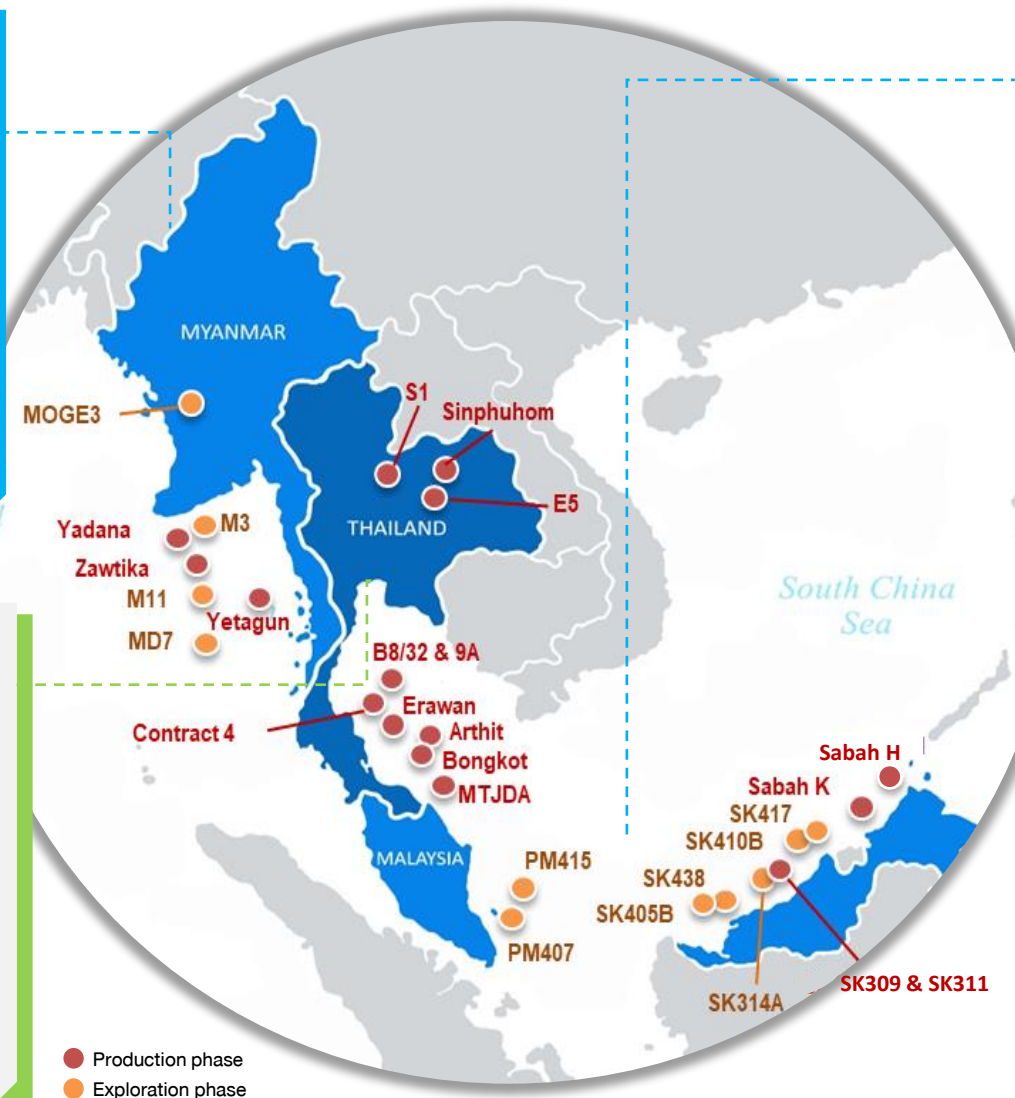 MYANMAR
MOGE3
S1
Sinphuhom
E5
THAILAND
Yadana
M3
Zawtika
M11
Yetagun
MD7
South China
Sea
B8/32 & 9A
Contract 4
Erawan
Arthit
Bongkot
MTJDA
Sabah H
Sabah K
SK417
SK410B
MALAYSIA
PM415
SK438
SK405B
PM407
SK314A
SK309 & SK311
Production phase
Exploration phase